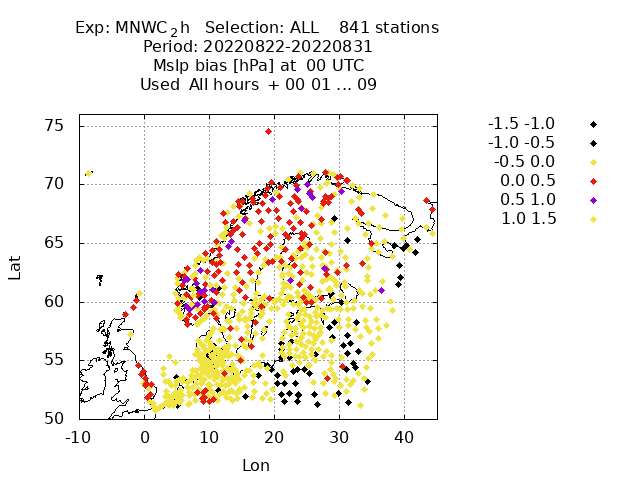 Exp: MNWC_2h   Selection: ALL    841 stations
Period: 20220822-20220831
Mslp bias [hPa] at  00 UTC
Used  All hours  + 00 01 ... 09
-1.5 -1.0
-1.0 -0.5
-0.5 0.0
0.0 0.5
0.5 1.0
1.0 1.5
75
70
65
60
55
50
Lat
-10 0 10 20 30 40
Lon